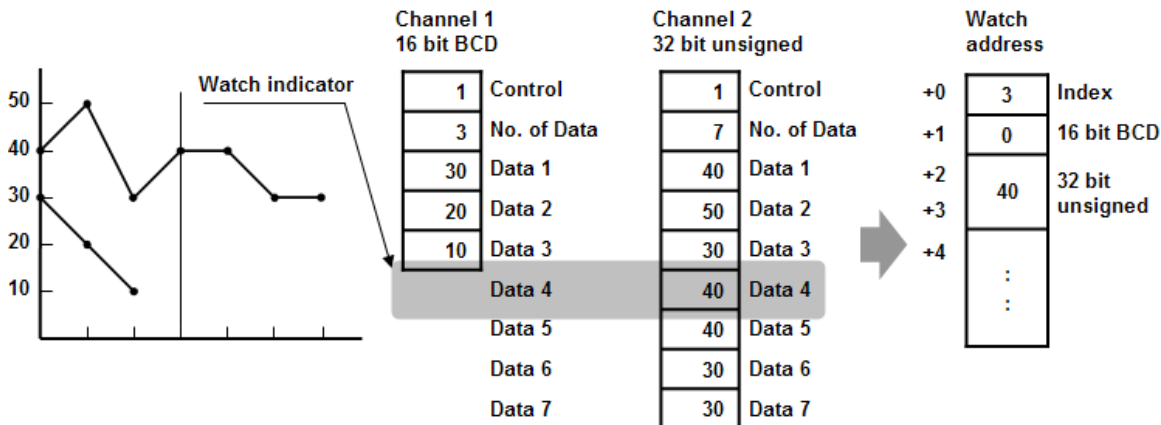 Channel 1
16 bit BCD
Channel 2
32 bit unsigned
Watch
address
Watch indicator
50
40
30
20
10
1 Control
3 No. of Data
30 Data 1
20 Data 2
10 Data 3
Data 4
Data 5
Data 6
Data 7
1 Control
7 No. of Data
40 Data 1
50 Data 2
30 Data 3
40 Data 4
40 Data 5
30 Data 6
30 Data 7
+0 3 Index
+1 0 16 bit BCD
+2
+3
40
32 bit
unsigned
+4
:
: